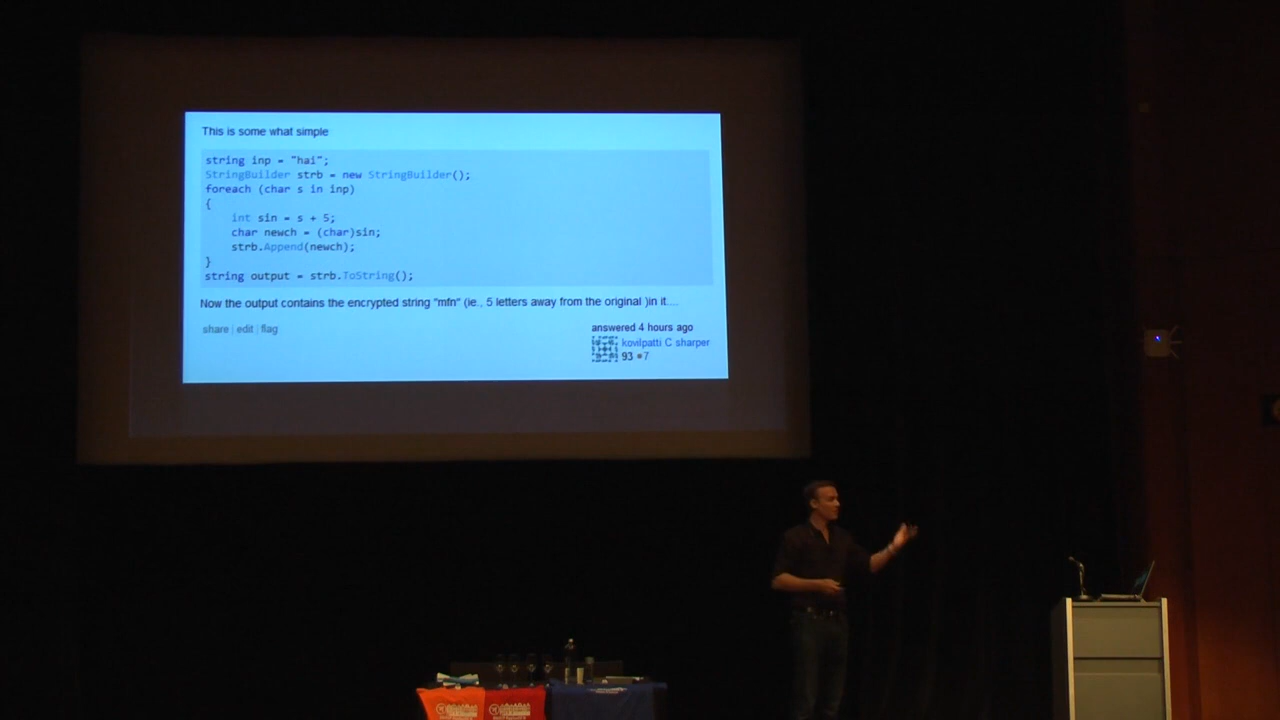 This is some what simple
string inp = "hai";
StringBuilder strb = new StringBuilder();
foreach (char s in inp)
{
int sin = s + 5;
char newch = (char)sin;
strb.Append(newch);
}
string output = strb.ToString();
Now the output contains the encrypted string "mfn" (ie., 5 letters away from the original )in it....
share | edit | flag
answered 4 hours ago
kovilpatti C sharper
93 ●7